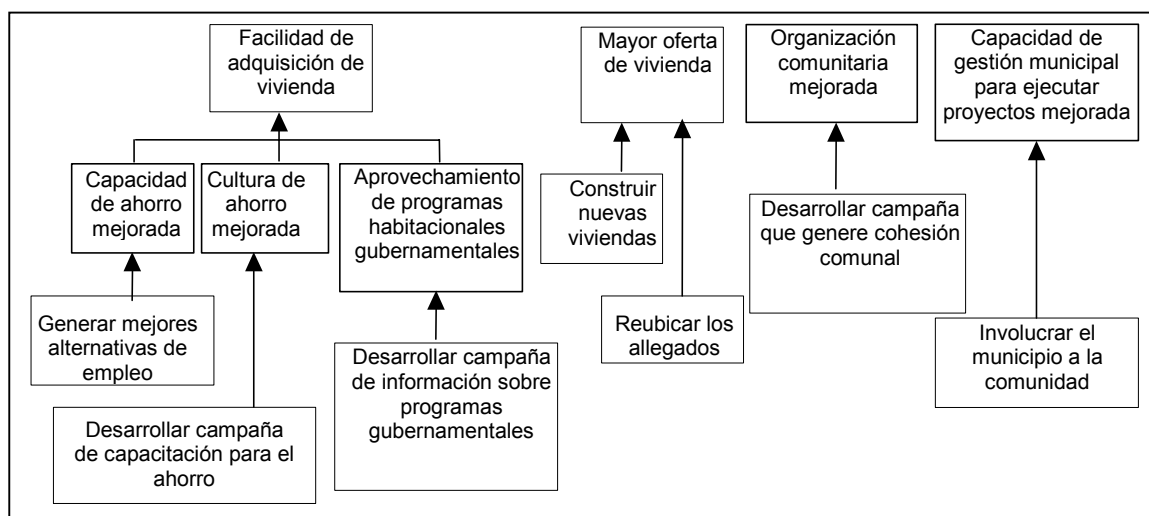 Facilidad de
adquisición de
vivienda
Mayor oferta
de vivienda
Organización
comunitaria
mejorada
Capacidad de
gestión municipal
para ejecutar
proyectos mejorada
Capacidad
de ahorro
mejorada
Cultura de
ahorro
mejorada
Aprovechamiento
de programas
habitacionales
gubernamentales
Construir
nuevas
viviendas
Desarrollar campaña
que genere cohesión
comunal
Generar mejores
alternativas de
empleo
Reubicar los
allegados
Involucrar el
municipio a la
comunidad
Desarrollar campaña
de información sobre
programas
gubernamentales
Desarrollar campaña
de capacitación para el
ahorro